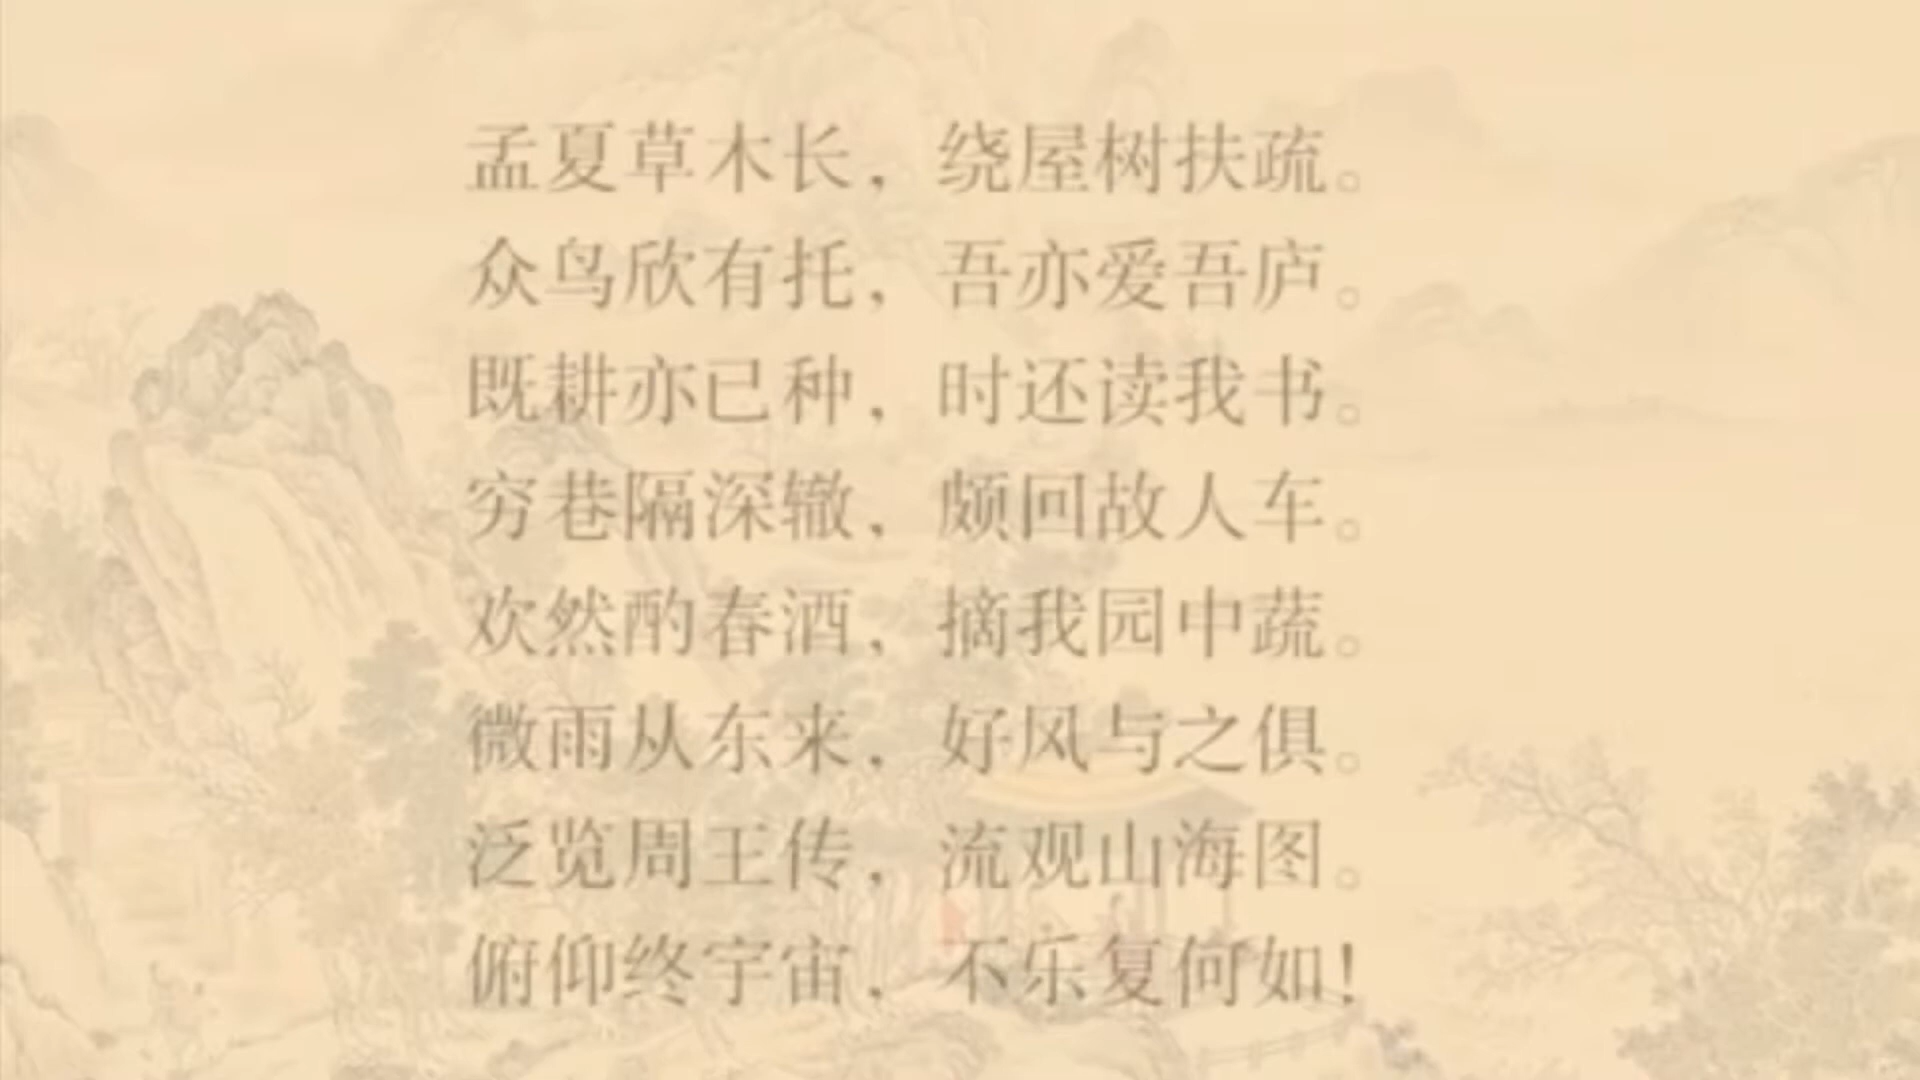 孟夏草木长，绕屋树扶疏。
众鸟欣有托，吾亦爱吾庐。
既耕亦已种，时还读我书。
穷巷隔深辙，颇回故人车。
欢然酌春酒，摘我园中蔬。
微雨从东来，好风与之俱。
泛览周王传，流观山海图。
俯仰终宇宙，不乐复何如！